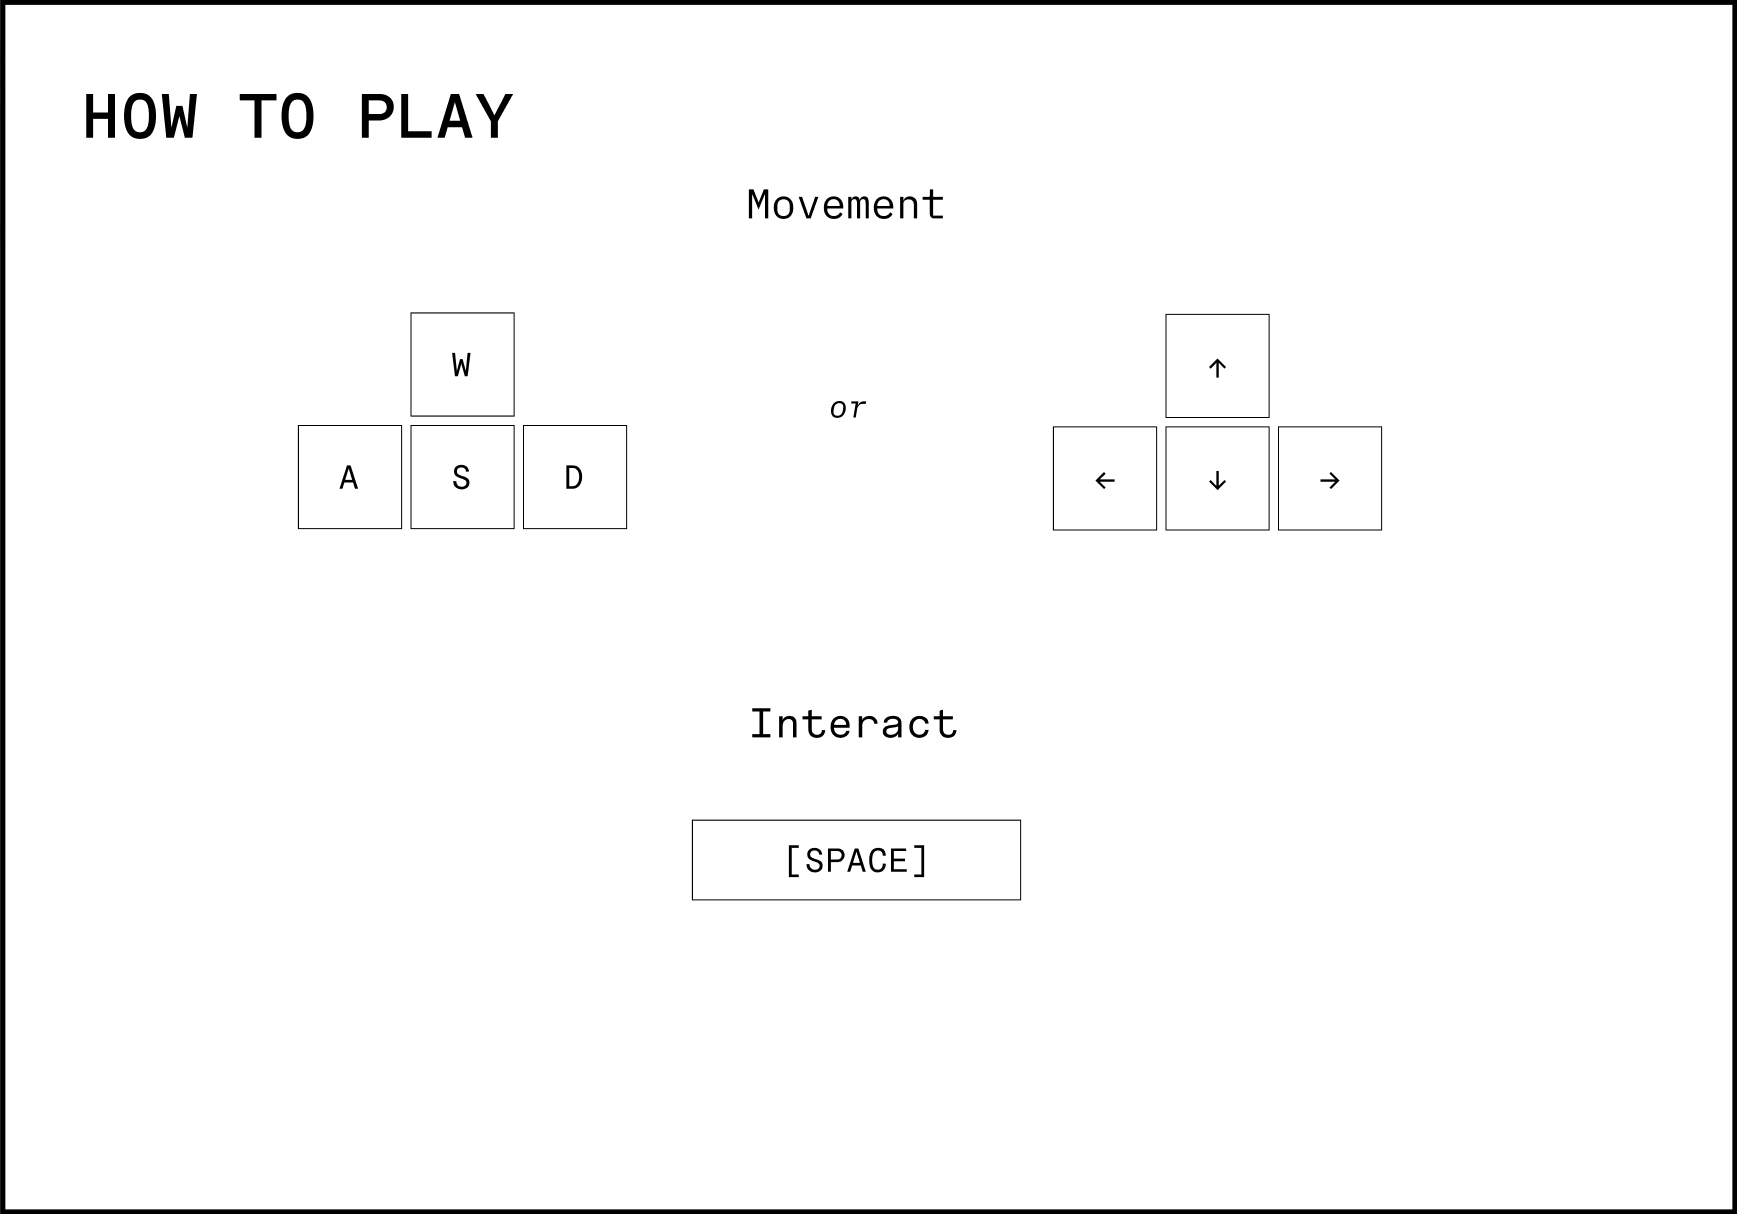 HOW TO PLAY
Movement
W
A S D
or
↑
← ↓ →
Interact
[SPACE]